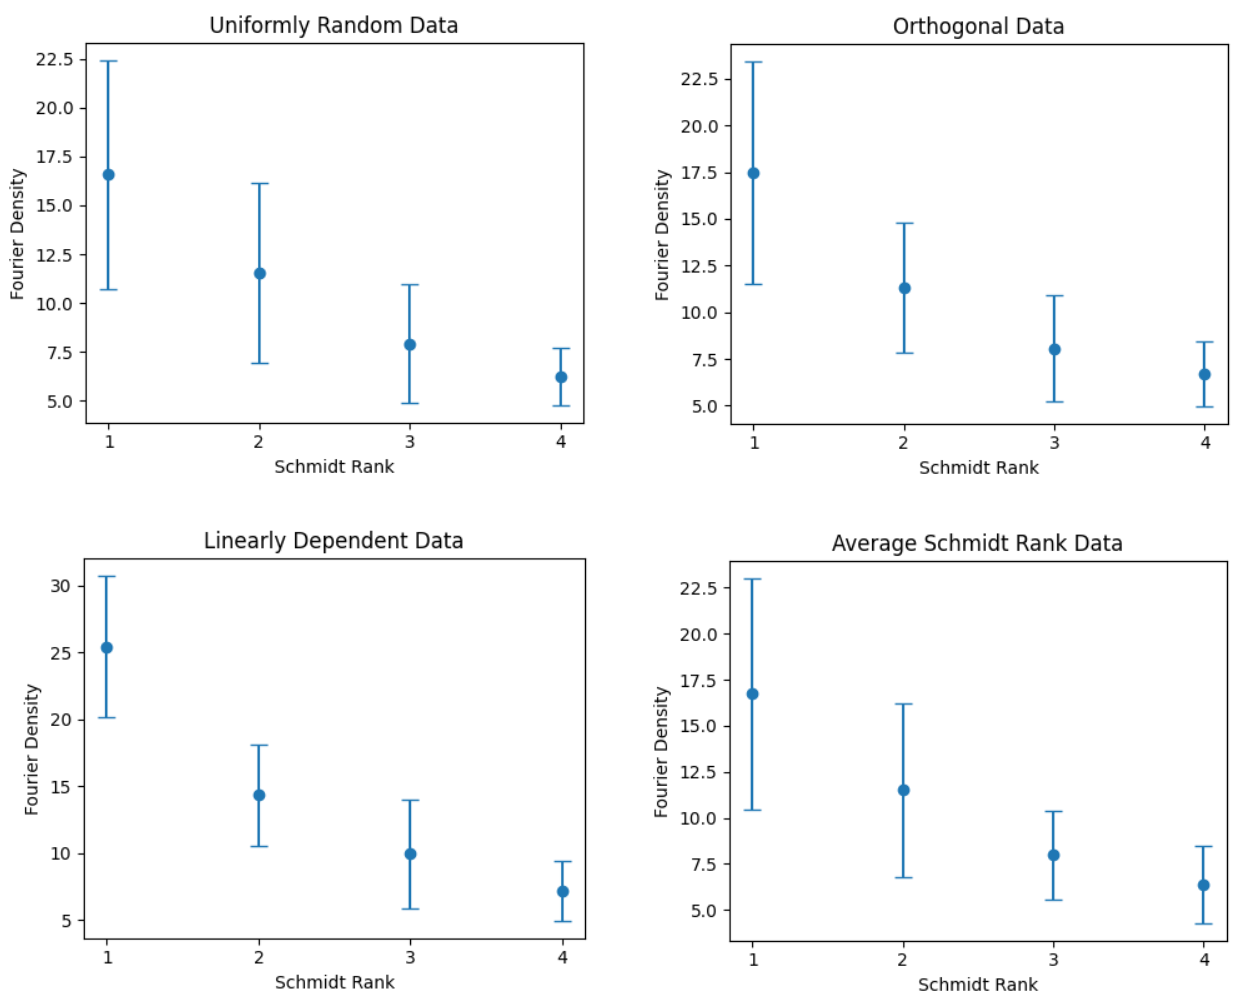 Uniformly Random Data
22.5
20.0
17.5
15.0
12.5
10.0
7.5
5.0
Fourier Density
1 2 3 4
Schmidt Rank
Orthogonal Data
22.5
20.0
17.5
15.0
12.5
10.0
7.5
5.0
Fourier Density
1 2 3 4
Schmidt Rank
Linearly Dependent Data
30
25
20
15
10
5
Fourier Density
1 2 3 4
Schmidt Rank
Average Schmidt Rank Data
22.5
20.0
17.5
15.0
12.5
10.0
7.5
5.0
Fourier Density
1 2 3 4
Schmidt Rank